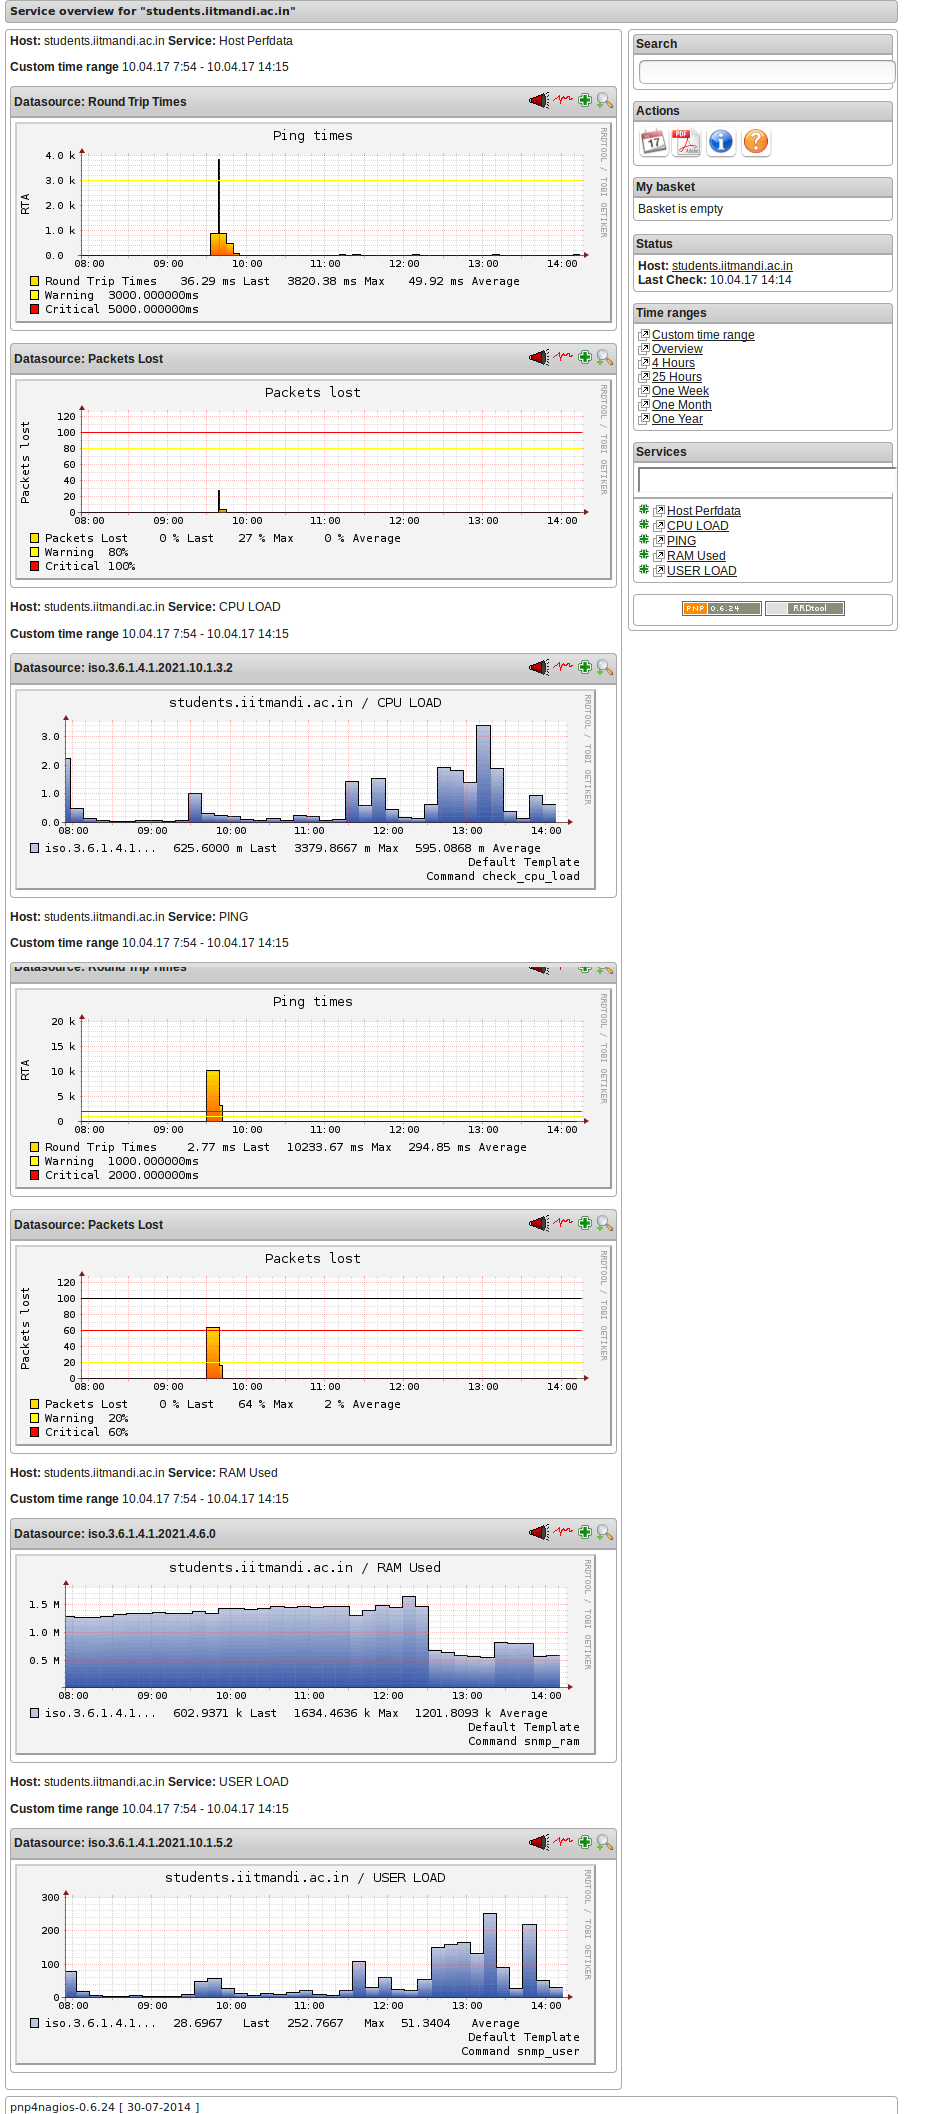 Service overview for "students.iitmandi.ac.in"
Host: students.iitmandi.ac.in Service: Host Perfdata
Custom time range 10.04.17 7:54 - 10.04.17 14:15
Datasource: Round Trip Times
Ping times
RTA
4.0 k
3.0 k
2.0 k
1.0 k
0.0
08:00 09:00 10:00 11:00 12:00 13:00 14:00
RRDTOOL / TOBI OETIKER
Round Trip Times 36.29 ms Last 3820.38 ms Max 49.92 ms Average
Warning 3000.000000ms
Critical 5000.000000ms
Datasource: Packets Lost
Packets lost
Packets lost
120
100
80
60
40
20
0
08:00 09:00 10:00 11:00 12:00 13:00 14:00
RRDTOOL / TOBI OETIKER
Packets Lost 0 % Last 27 % Max 0 % Average
Warning 80%
Critical 100%
Host: students.iitmandi.ac.in Service: CPU LOAD
Custom time range 10.04.17 7:54 - 10.04.17 14:15
Datasource: iso.3.6.1.4.1.2021.10.1.3.2
students.iitmandi.ac.in / CPU LOAD
3.0
2.0
1.0
0.0
08:00 09:00 10:00 11:00 12:00 13:00 14:00
RRDTOOL / TOBI OETIKER
iso.3.6.1.4.1... 625.6000 m Last 3379.8667 m Max 595.0868 m Average
Default Template
Command check_cpu_load
Host: students.iitmandi.ac.in Service: PING
Custom time range 10.04.17 7:54 - 10.04.17 14:15
Datasource: Round Trip Times
Ping times
RTA
20 k
15 k
10 k
5 k
0
08:00 09:00 10:00 11:00 12:00 13:00 14:00
RRDTOOL / TOBI OETIKER
Round Trip Times 2.77 ms Last 10233.67 ms Max 294.85 ms Average
Warning 1000.000000ms
Critical 2000.000000ms
Datasource: Packets Lost
Packets lost
Packets lost
120
100
80
60
40
20
0
08:00 09:00 10:00 11:00 12:00 13:00 14:00
RRDTOOL / TOBI OETIKER
Packets Lost 0 % Last 64 % Max 2 % Average
Warning 20%
Critical 60%
Host: students.iitmandi.ac.in Service: RAM Used
Custom time range 10.04.17 7:54 - 10.04.17 14:15
Datasource: iso.3.6.1.4.1.2021.4.6.0
students.iitmandi.ac.in / RAM Used
1.5 M
1.0 M
0.5 M
08:00 09:00 10:00 11:00 12:00 13:00 14:00
RRDTOOL / TOBI OETIKER
iso.3.6.1.4.1... 602.9371 k Last 1634.4636 k Max 1201.8093 k Average
Default Template
Command snmp_ram
Host: students.iitmandi.ac.in Service: USER LOAD
Custom time range 10.04.17 7:54 - 10.04.17 14:15
Datasource: iso.3.6.1.4.1.2021.10.1.5.2
students.iitmandi.ac.in / USER LOAD
300
200
100
0
08:00 09:00 10:00 11:00 12:00 13:00 14:00
RRDTOOL / TOBI OETIKER
iso.3.6.1.4.1... 28.6967 Last 252.7667 Max 51.3404 Average
Default Template
Command snmp_user
Search
Actions
17
PDF
Adobe
My basket
Basket is empty
Status
Host: students.iitmandi.ac.in
Last Check: 10.04.17 14:14
Time ranges
Custom time range
Overview
4 Hours
25 Hours
One Week
One Month
One Year
Services
Host Perfdata
CPU LOAD
PING
RAM Used
USER LOAD
PNP 0.6.24 RRDtool
pnp4nagios-0.6.24 [ 30-07-2014 ]